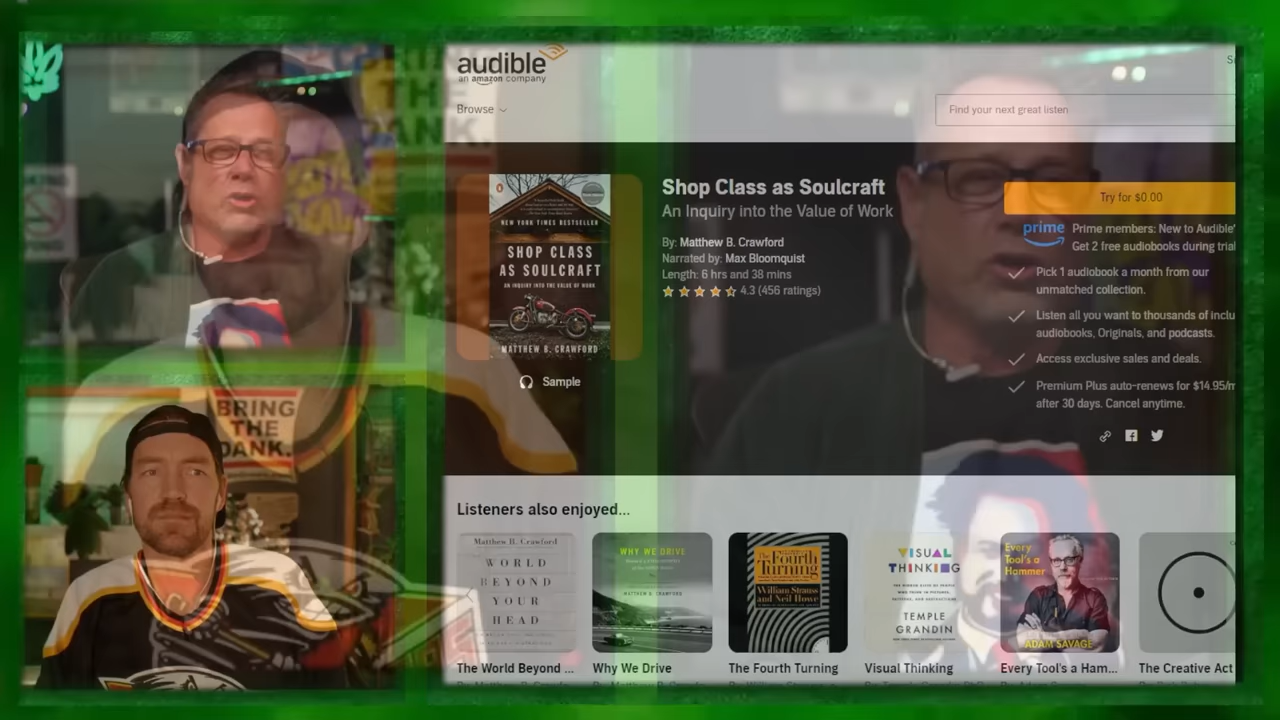 audible
an amazon company
Browse
Find your next great listen
NEW YORK TIMES BESTSELLER
SHOP CLASS
AS SOULCRAFT
AN INQUIRY INTO THE VALUE OF WORK
MATTHEW B. CRAWFORD
Sample
Shop Class as Soulcraft
An Inquiry into the Value of Work
By: Matthew B. Crawford
Narrated by: Max Bloomquist
Length: 6 hrs and 38 mins
4.3 (456 ratings)
Try for $0.00
prime
Prime members: New to Audible
Get 2 free audiobooks during trial
Pick 1 audiobook a month from our
unmatched collection.
Listen all you want to thousands of inclu
audiobooks, Originals, and podcasts.
Access exclusive sales and deals.
Premium Plus auto-renews for $14.95/m
after 30 days. Cancel anytime.
BRING
THE
DANK.
Listeners also enjoyed...
Matthew B. Crawford
WORLD
BEYOND
YOUR
HEAD
The World Beyond ...
WHY WE DRIVE
MATTHEW B. CRAWFORD
Why We Drive
The Fourth
Turning
William Strauss
and Neil Howe
The Fourth Turning
VISUAL
THINKING
TEMPLE
GRANDIN
Visual Thinking
Every
Tool's a
Hammer
ADAM SAVAGE
Every Tool's a Ham...
The Creative Act